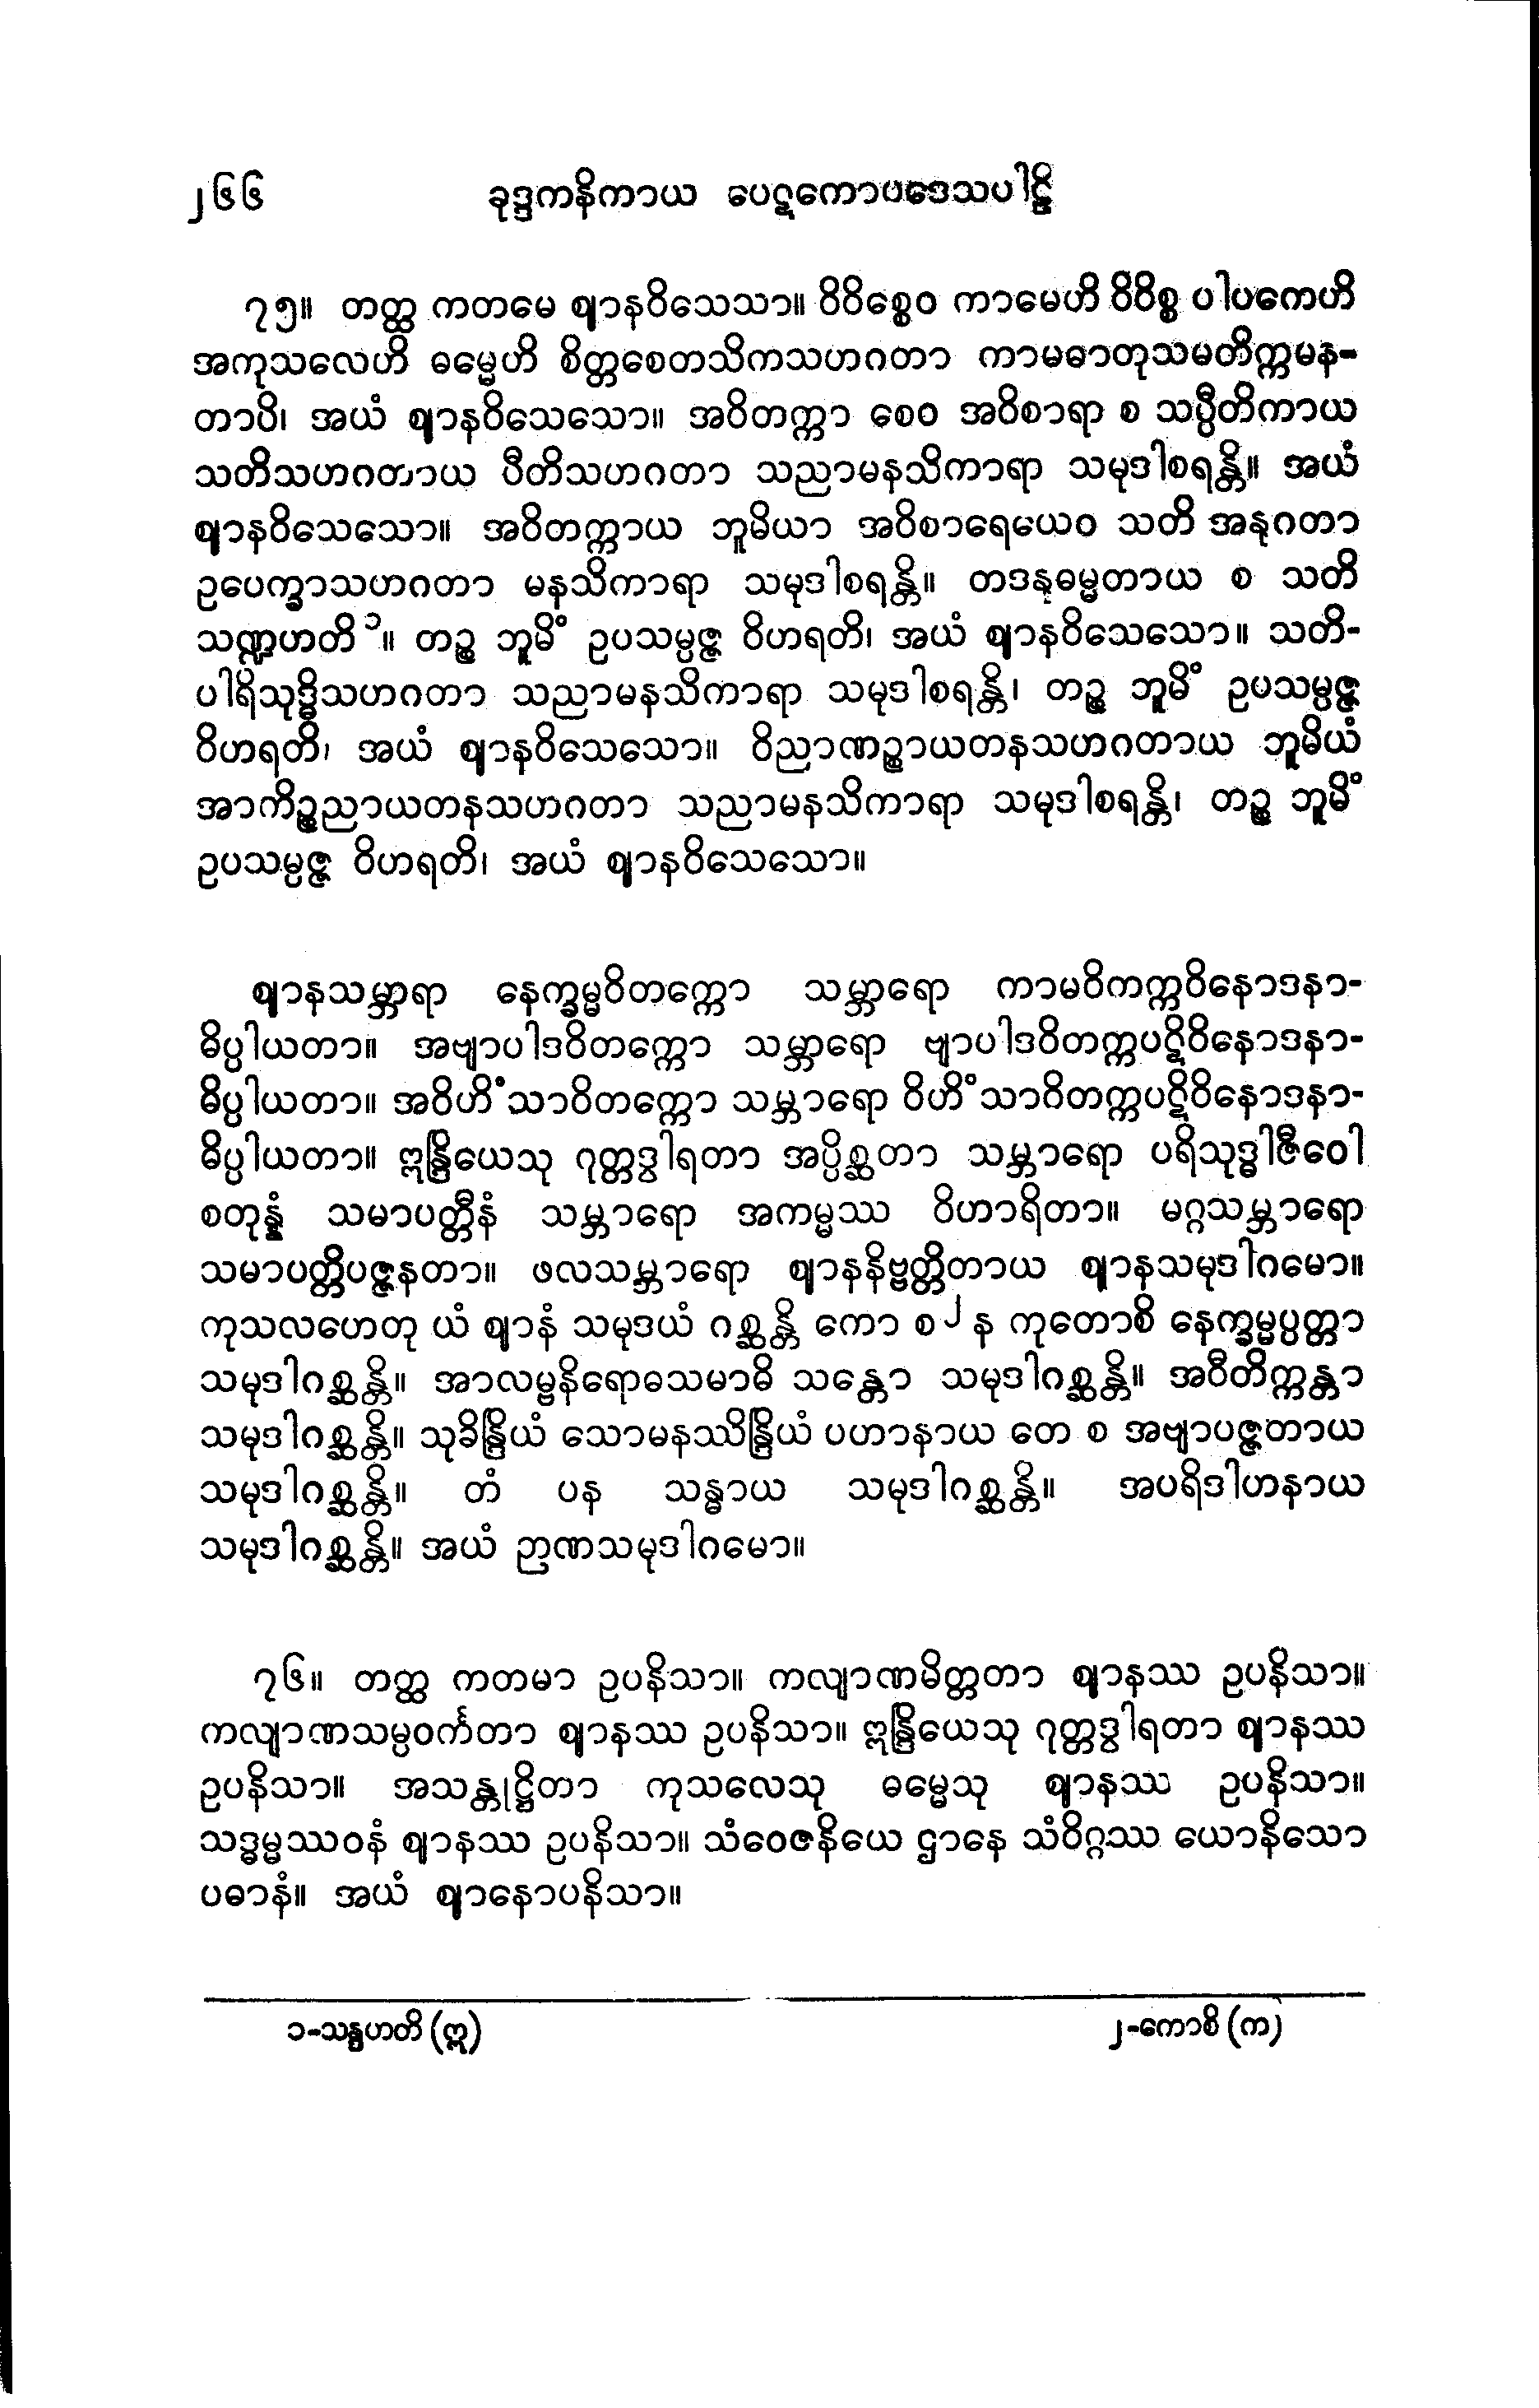 ၂၆၆ ခုဒ္ဒကနိကာယ ပေဋကောပဒေသပါဠိ
၇၅။ တတ္ထ ကတမေ ဈာနဝိသေသာ။ ဝိဝိစ္စေဝ ကာမေဟိ ဝိဝိစ္စ ပါပကေဟိ
အကုသလေဟိ ဓမ္မေဟိ စိတ္တစေတသိကသဟဂတာ ကာမဓာတုသမတိက္ကမန-
တာပိ၊ အယံ ဈာနဝိသေသော။ အဝိတက္ကာ စေဝ အဝိစာရာ စ သပ္ပီတိကာယ
သတိသဟဂတာယ ပီတိသဟဂတာ သညာမနသိကာရာ သမုဒါစရန္တိ။ အယံ
ဈာနဝိသေသော။ အဝိတက္ကာယ ဘူမိယာ အဝိစာရေယေဝ သတိ အနုဂတာ
ဥပေက္ခာသဟဂတာ မနသိကာရာ သမုဒါစရန္တိ။ တဒနုဓမ္မတာယ စ သတိ
သဏ္ဍဟတိ ၁။ တဉ္စ ဘူမိံ ဥပသမ္ပဇ္ဇ ဝိဟရတိ၊ အယံ ဈာနဝိသေသော။ သတိ-
ပါရိသုဒ္ဓိသဟဂတာ သညာမနသိကာရာ သမုဒါစရန္တိ၊ တဉ္စ ဘူမိံ ဥပသမ္ပဇ္ဇ
ဝိဟရတိ၊ အယံ ဈာနဝိသေသော။ ဝိညာဏဉ္စာယတနသဟဂတာယ ဘူမိယံ
အာကိဉ္စညာယတနသဟဂတာ သညာမနသိကာရာ သမုဒါစရန္တိ၊ တဉ္စ ဘူမိံ
ဥပသမ္ပဇ္ဇ ဝိဟရတိ၊ အယံ ဈာနဝိသေသော။
ဈာနသမ္ဘာရာ နေက္ခမ္မဝိတက္ကော သမ္ဘာရော ကာမဝိကက္ကဝိနောဒနာ-
ဓိပ္ပါယတာ။ အဗျာပါဒဝိတက္ကော သမ္ဘာရော ဗျာပါဒဝိတက္ကပဋိဝိနောဒနာ-
ဓိပ္ပါယတာ။ အဝိဟိံသာဝိတက္ကော သမ္ဘာရော ဝိဟိံသာဝိတက္ကပဋိဝိနောဒနာ-
ဓိပ္ပါယတာ။ ဣန္ဒြိယေသု ဂုတ္တဒွါရတာ အပ္ပိစ္ဆတာ သမ္ဘာရော ပရိသုဒ္ဓါဇီဝေါ
စတုန္နံ သမာပတ္တီနံ သမ္ဘာရော အကမ္မဿ ဝိဟာရိတာ။ မဂ္ဂသမ္ဘာရော
သမာပတ္တိပဇ္ဇနတာ။ ဖလသမ္ဘာရော ဈာနနိဗ္ဗတ္တိတာယ ဈာနသမုဒါဂမော။
ကုသလဟေတု ယံ ဈာနံ သမုဒယံ ဂစ္ဆန္တိ ကော စ ၂ န ကုတောစိ နေက္ခမ္မပ္ပတ္တာ
သမုဒါဂစ္ဆန္တိ။ အာလမ္ဗနိရောဓသမာဓိ သန္တော သမုဒါဂစ္ဆန္တိ။ အဝီတိက္ကန္တာ
သမုဒါဂစ္ဆန္တိ။ သုခိန္ဒြိယံ သောမနဿိန္ဒြိယံ ပဟာနာယ တေ စ အဗျာပဇ္ဇတာယ
သမုဒါဂစ္ဆန္တိ။ တံ ပန သန္ဓာယ သမုဒါဂစ္ဆန္တိ။ အပရိဒါဟနာယ
သမုဒါဂစ္ဆန္တိ။ အယံ ဉာဏသမုဒါဂမော။
၇၆။ တတ္ထ ကတမာ ဥပနိသာ။ ကလျာဏမိတ္တတာ ဈာနဿ ဥပနိသာ။
ကလျာဏသမ္ပဝင်္ကတာ ဈာနဿ ဥပနိသာ။ ဣန္ဒြိယေသု ဂုတ္တဒွါရတာ ဈာနဿ
ဥပနိသာ။ အသန္တုဋ္ဌိတာ ကုသလေသု ဓမ္မေသု ဈာနဿ ဥပနိသာ။
သဒ္ဓမ္မဿဝနံ ဈာနဿ ဥပနိသာ။ သံဝေဇနိယေ ဌာနေ သံဝိဂ္ဂဿ ယောနိသော
ပဓာနံ။ အယံ ဈာနောပနိသာ။
၁-သန္ဓဟတိ (ဣ) ၂-ကောစိ (က)